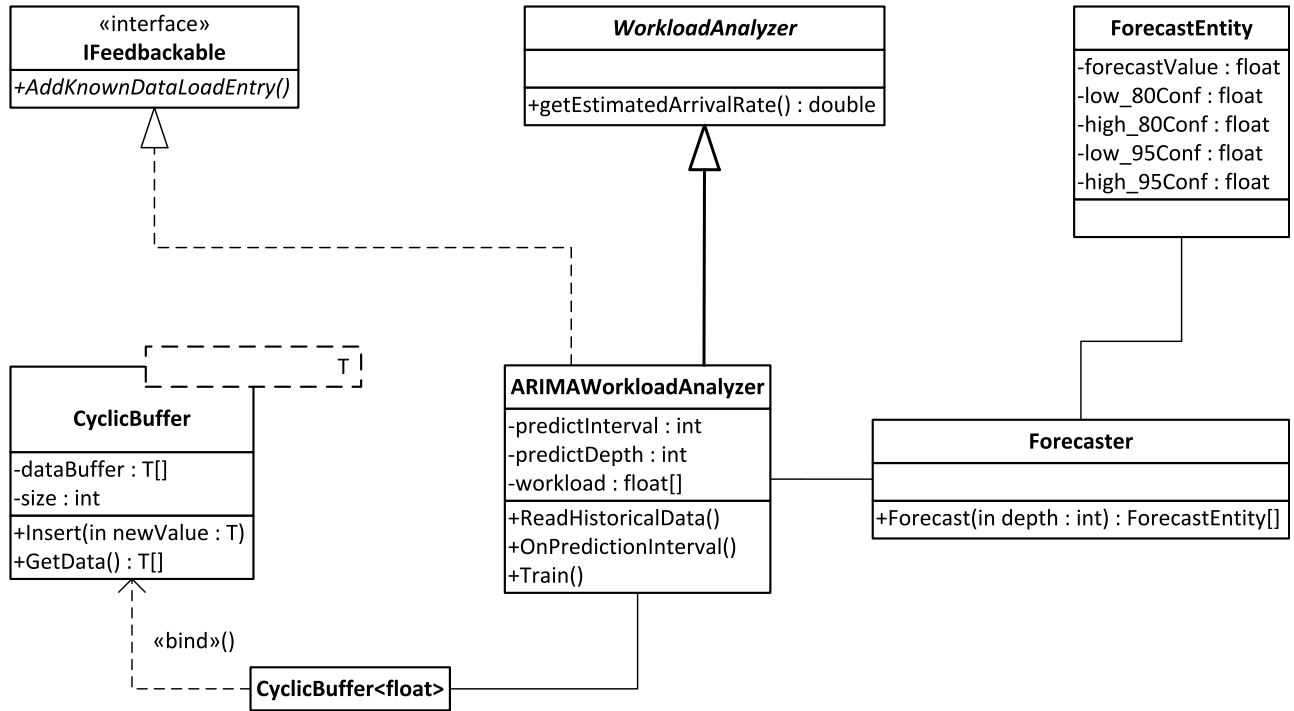 «interface»
IFeedbackable
+AddKnownDataLoadEntry()
WorkloadAnalyzer
+getEstimatedArrivalRate() : double
ForecastEntity
-forecastValue : float
-low_80Conf : float
-high_80Conf : float
-low_95Conf : float
-high_95Conf : float
T
CyclicBuffer
-dataBuffer : T[]
-size : int
+Insert(in newValue : T)
+GetData() : T[]
ARIMAWorkloadAnalyzer
-predictInterval : int
-predictDepth : int
-workload : float[]
+ReadHistoricalData()
+OnPredictionInterval()
+Train()
Forecaster
+Forecast(in depth : int) : ForecastEntity[]
«bind»()
CyclicBuffer<float>